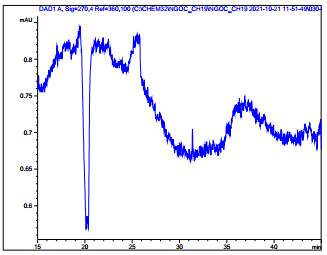 DAD1 A, Sig=270,4 Ref=360,100 (C:\CHEM32\NGOC_CH19\NGOC_CH19 2021-10-21 11-51-49\030-
mAU
0.8
0.75
0.7
0.65
0.6
15 20 25 30 35 40 min